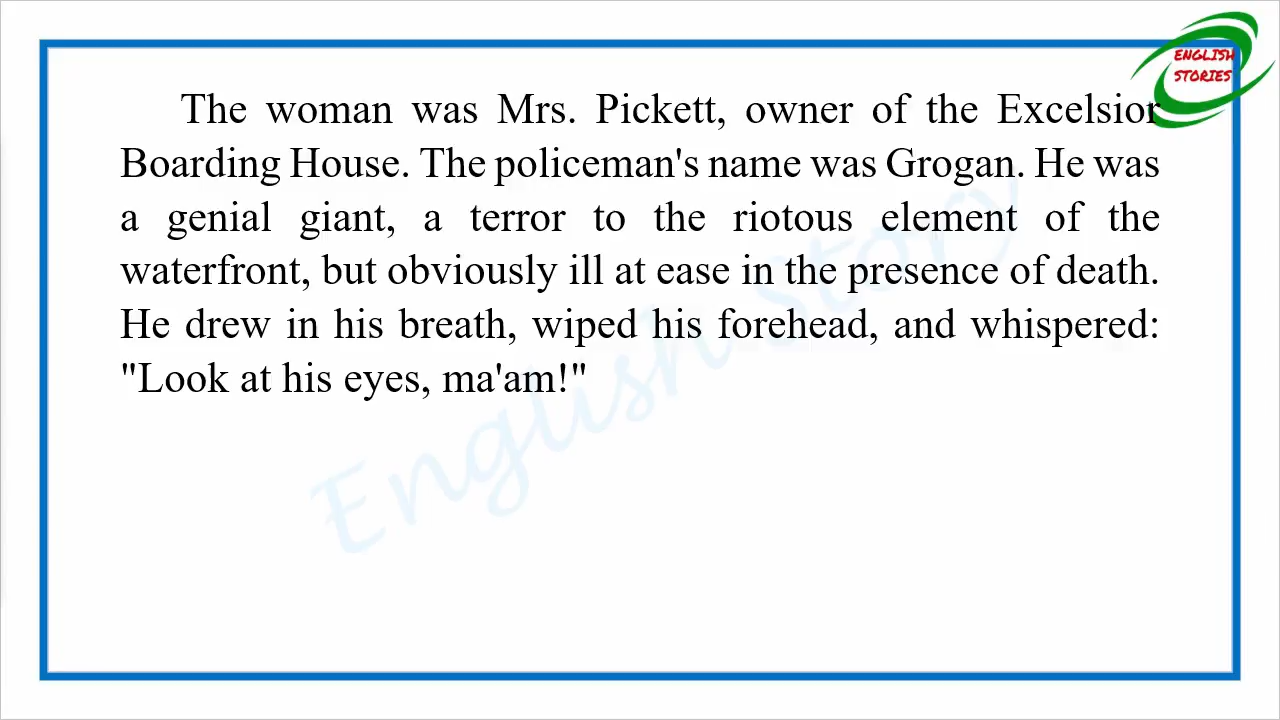 ENGLISH
STORIES
The woman was Mrs. Pickett, owner of the Excelsior
Boarding House. The policeman's name was Grogan. He was
a genial giant, a terror to the riotous element of the
waterfront, but obviously ill at ease in the presence of death.
He drew in his breath, wiped his forehead, and whispered:
"Look at his eyes, ma'am!"
English Story